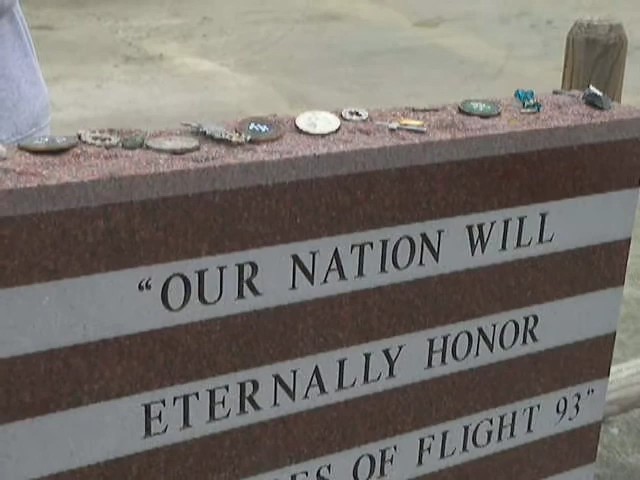 "OUR NATION WILL
ETERNALLY HONOR
OF FLIGHT 93"